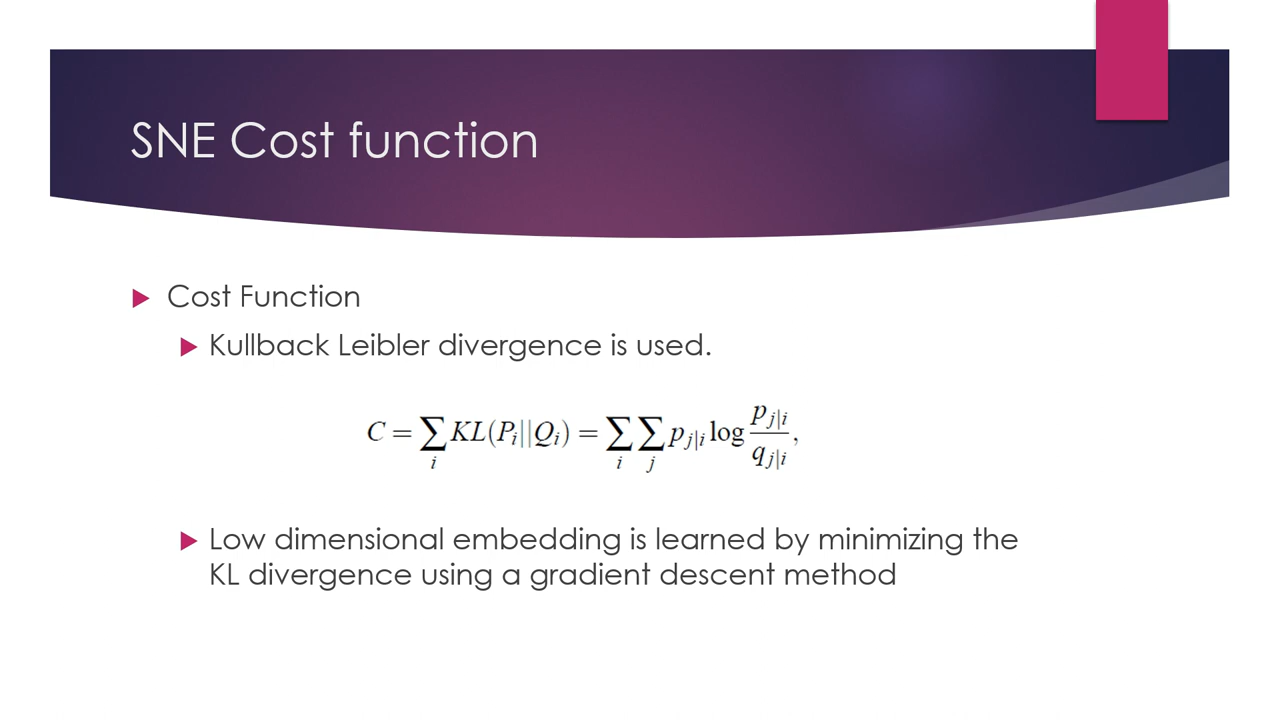 SNE Cost function
Cost Function
Kullback Leibler divergence is used.
C = ∑_i KL(P_i||Q_i) = ∑_i ∑_j p_{j|i} log \frac{p_{j|i}}{q_{j|i}},
Low dimensional embedding is learned by minimizing the
KL divergence using a gradient descent method